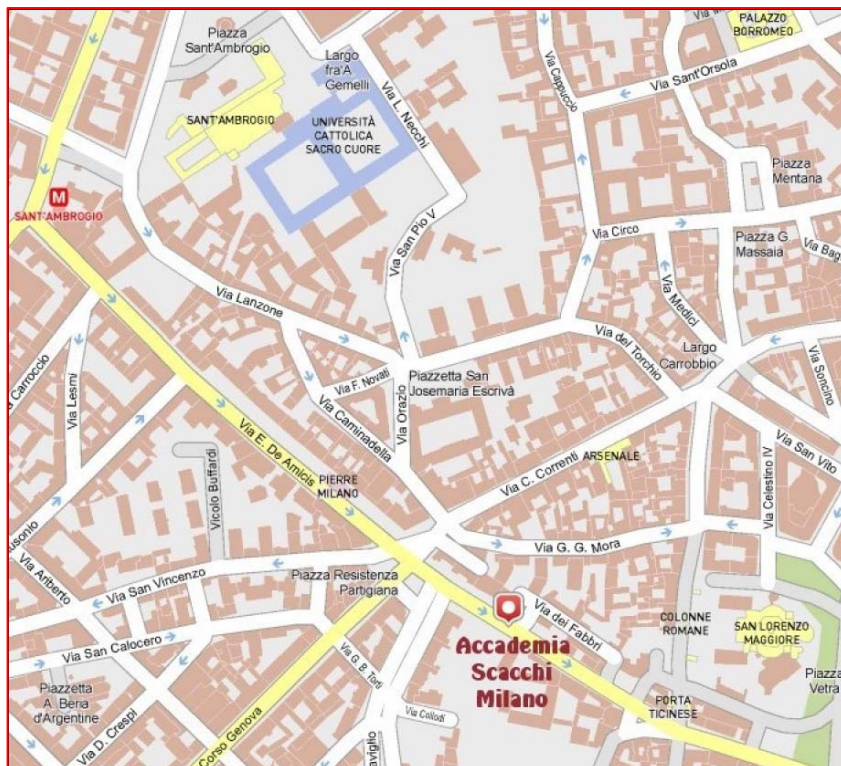 Piazza
Sant'Ambrogio
Largo
fra'A
Gemelli
Via L. Necchi
Via Cappuccio
PALAZZO
BORROMEO
Via Sant'Orsola
SANT'AMBROGIO
UNIVERSITÀ
CATTOLICA
SACRO CUORE
Piazza
Mentana
M
SANT'AMBROGIO
Via San Pio V
Via Circo
Piazza G
Massaia
Via Bag
Via Lanzone
Via Medici
Via del Torchio
Largo
Carrobbio
Via Soncino
Carroccio
Via Lesmi
Via F. Novati
Via Orazio
Piazzetta San
Josemaria Escrivà
Via Caminadella
Via E. De Amicis
Vicolo Buffardi
PIERRE
MILANO
Via C. Correnti
ARSENALE
Via San Vito
Via Celestino IV
Via G. G. Mora
usonio
Via Ariberto
Via San Vincenzo
Piazza Resistenza
Partigiana
Via dei Fabbri
COLONNE
ROMANE
SAN LORENZO
MAGGIORE
Via San Calocero
Accademia
Scacchi
Milano
Via G. B. Torti
Piazza
Vetra
Piazzetta
A. Beria
d'Argentine
Via D. Crespi
Corso Genova
Via Collodi
PORTA
TICINESE
aviglio